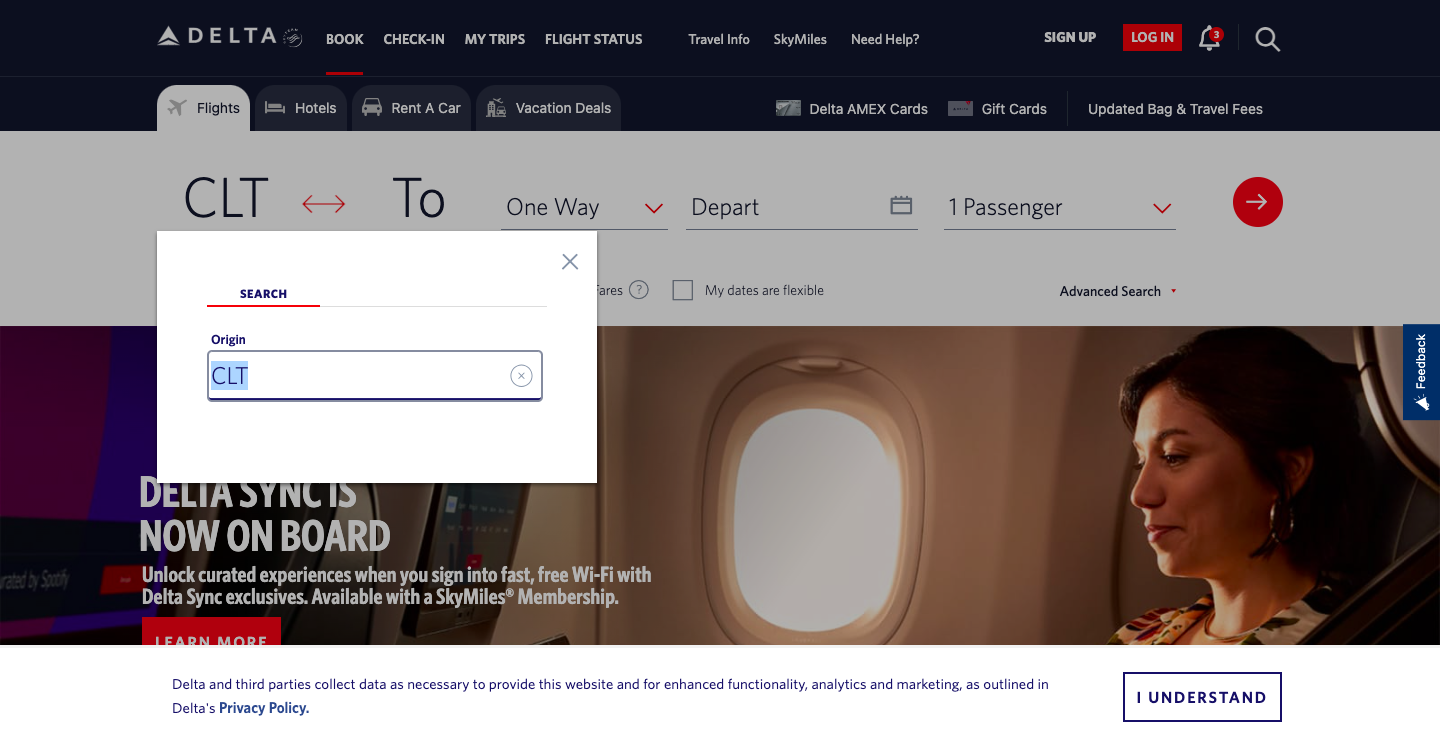 DELTA
BOOK
CHECK-IN
MY TRIPS
FLIGHT STATUS
Travel Info
SkyMiles
Need Help?
SIGN UP
LOG IN
3
Flights
Hotels
Rent A Car
Vacation Deals
Delta AMEX Cards
Gift Cards
Updated Bag & Travel Fees
CLT
To
One Way
Depart
1 Passenger
Fares
?
My dates are flexible
Advanced Search
SEARCH
Origin
CLT
Feedback
DELTA SYNC IS
NOW ON BOARD
Unlock curated experiences when you sign into fast, free Wi-Fi with
Delta Sync exclusives. Available with a SkyMiles® Membership.
LEARN MORE
urated by Spotify
Delta and third parties collect data as necessary to provide this website and for enhanced functionality, analytics and marketing, as outlined in
Delta's Privacy Policy.
I UNDERSTAND